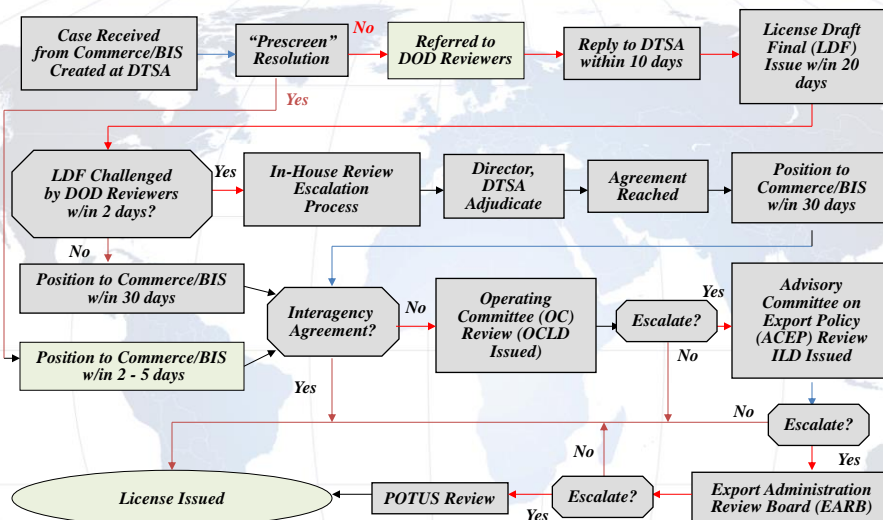 Case Received
from Commerce/BIS
Created at DTSA
“Prescreen”
Resolution
No
Referred to
DOD Reviewers
Reply to DTSA
within 10 days
License Draft
Final (LDF)
Issue w/in 20
days
Yes
LDF Challenged
by DOD Reviewers
w/in 2 days?
Yes
In-House Review
Escalation
Process
Director,
DTSA
Adjudicate
Agreement
Reached
Position to
Commerce/BIS
w/in 30 days
No
Position to Commerce/BIS
w/in 30 days
Interagency
Agreement?
No
Operating
Committee (OC)
Review (OCLD
Issued)
Escalate?
Yes
Advisory
Committee on
Export Policy
(ACEP) Review
ILD Issued
Position to Commerce/BIS
w/in 2 - 5 days
Yes
No
No
Escalate?
Yes
No
License Issued
POTUS Review
Yes
Escalate?
Export Administration
Review Board (EARB)